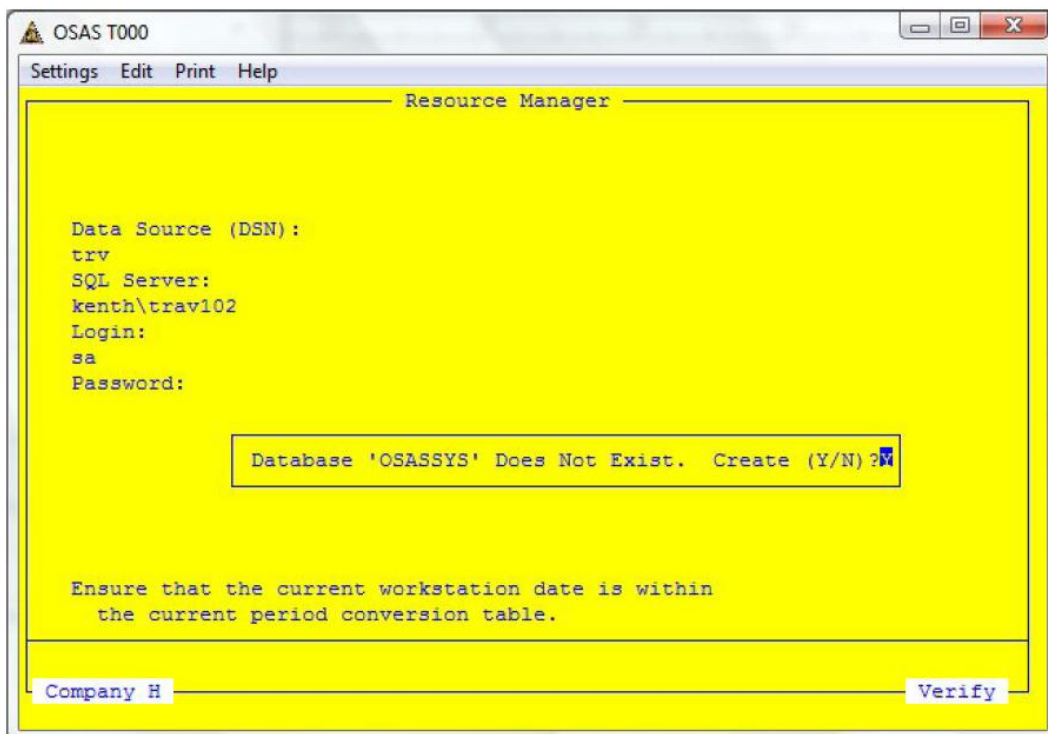 OSAS T000
Settings Edit Print Help
Resource Manager
Data Source (DSN):
trv
SQL Server:
kenth\trav102
Login:
sa
Password:
Database 'OSASSYS' Does Not Exist. Create (Y/N)?Y
Ensure that the current workstation date is within
the current period conversion table.
Company H
Verify